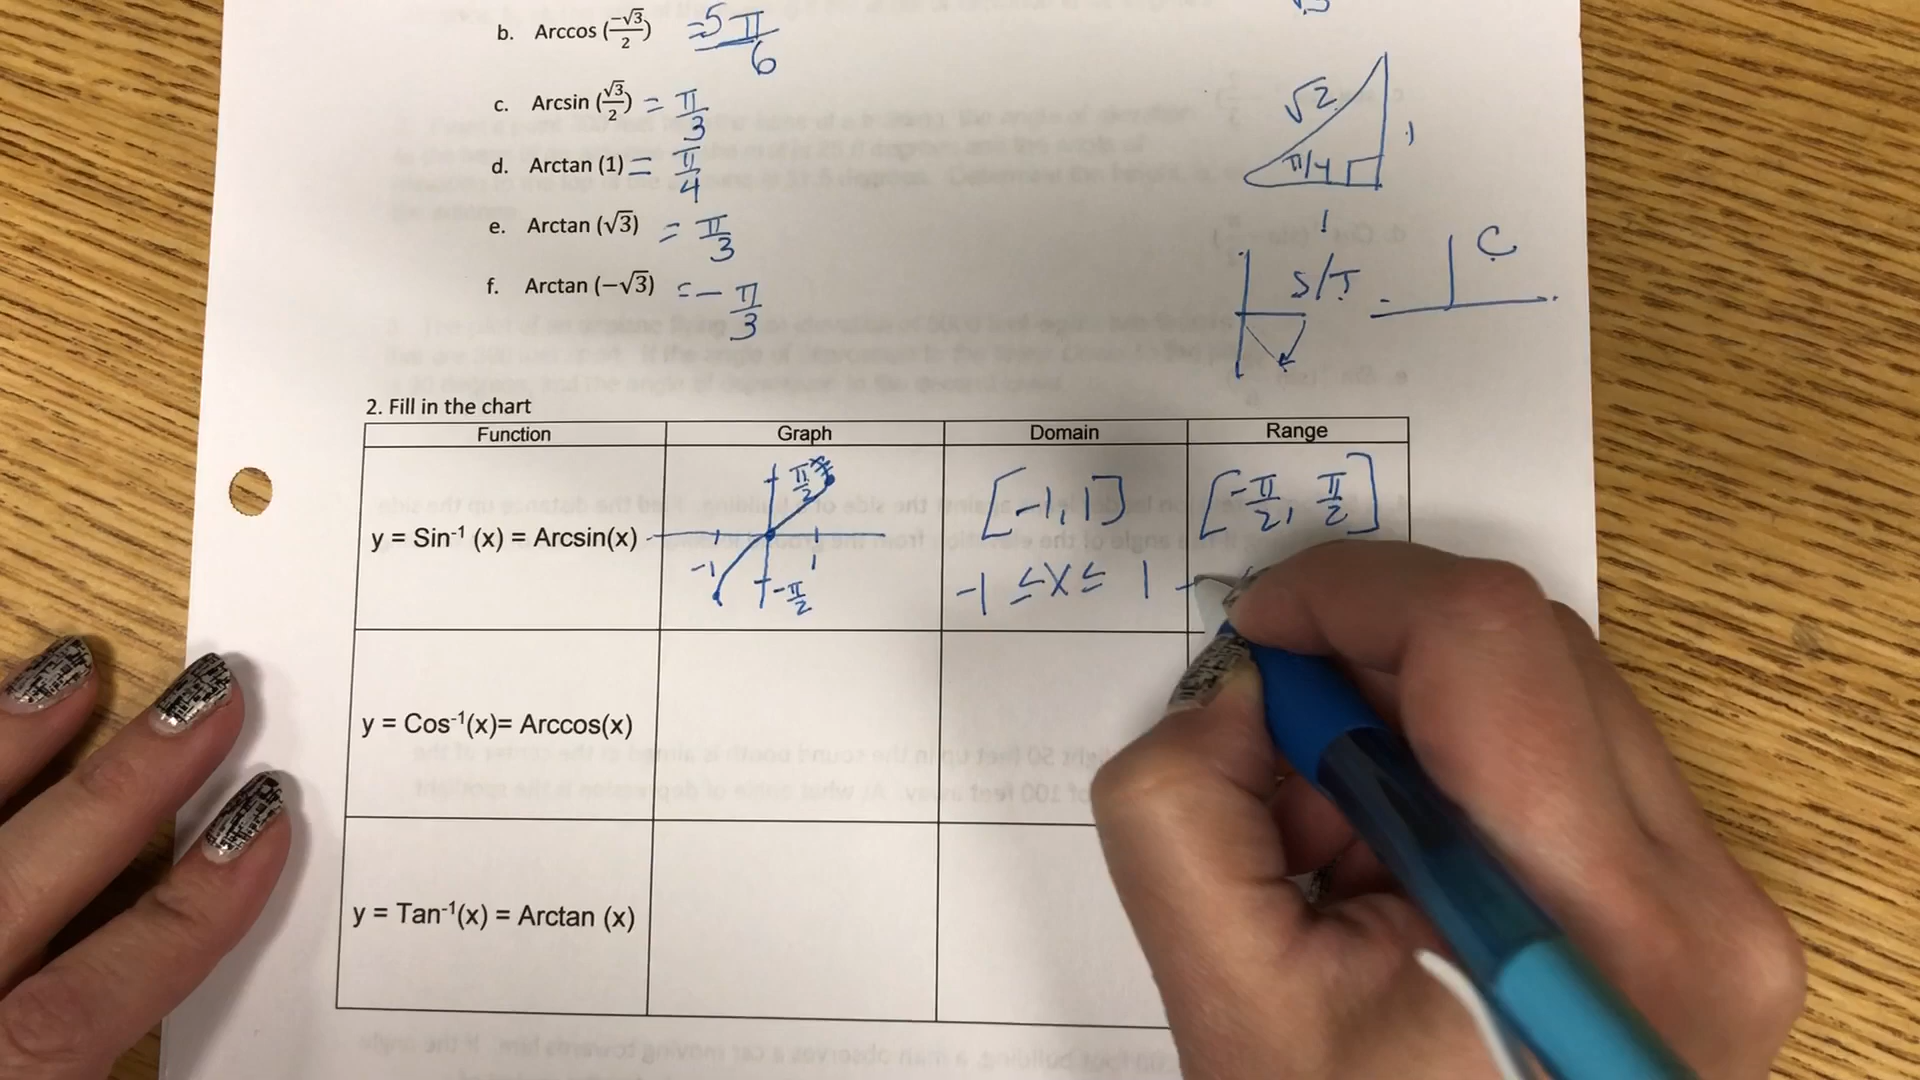 b. Arccos (-√3/2) = 5π/6
c. Arcsin (√3/2) = π/3
d. Arctan (1) = π/4
e. Arctan (√3) = π/3
f. Arctan (−√3) = - π/3
√2
1
π/4
1
S/T
C
2. Fill in the chart
Function Graph Domain Range
y = Sin⁻¹ (x) = Arcsin(x)
π/2
-1
1
-π/2
[-1, 1]
-1 ≤ x ≤ 1
[-π/2, π/2]
y = Cos⁻¹(x)= Arccos(x)
y = Tan⁻¹(x) = Arctan (x)